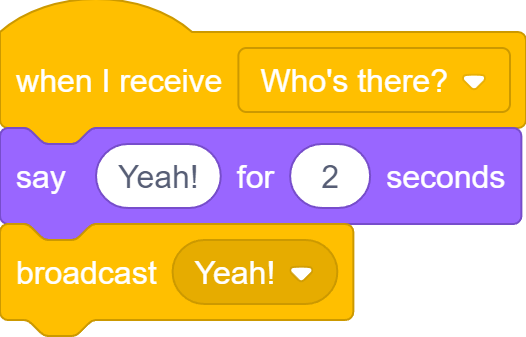 when I receive Who's there?
say Yeah! for 2 seconds
broadcast Yeah!